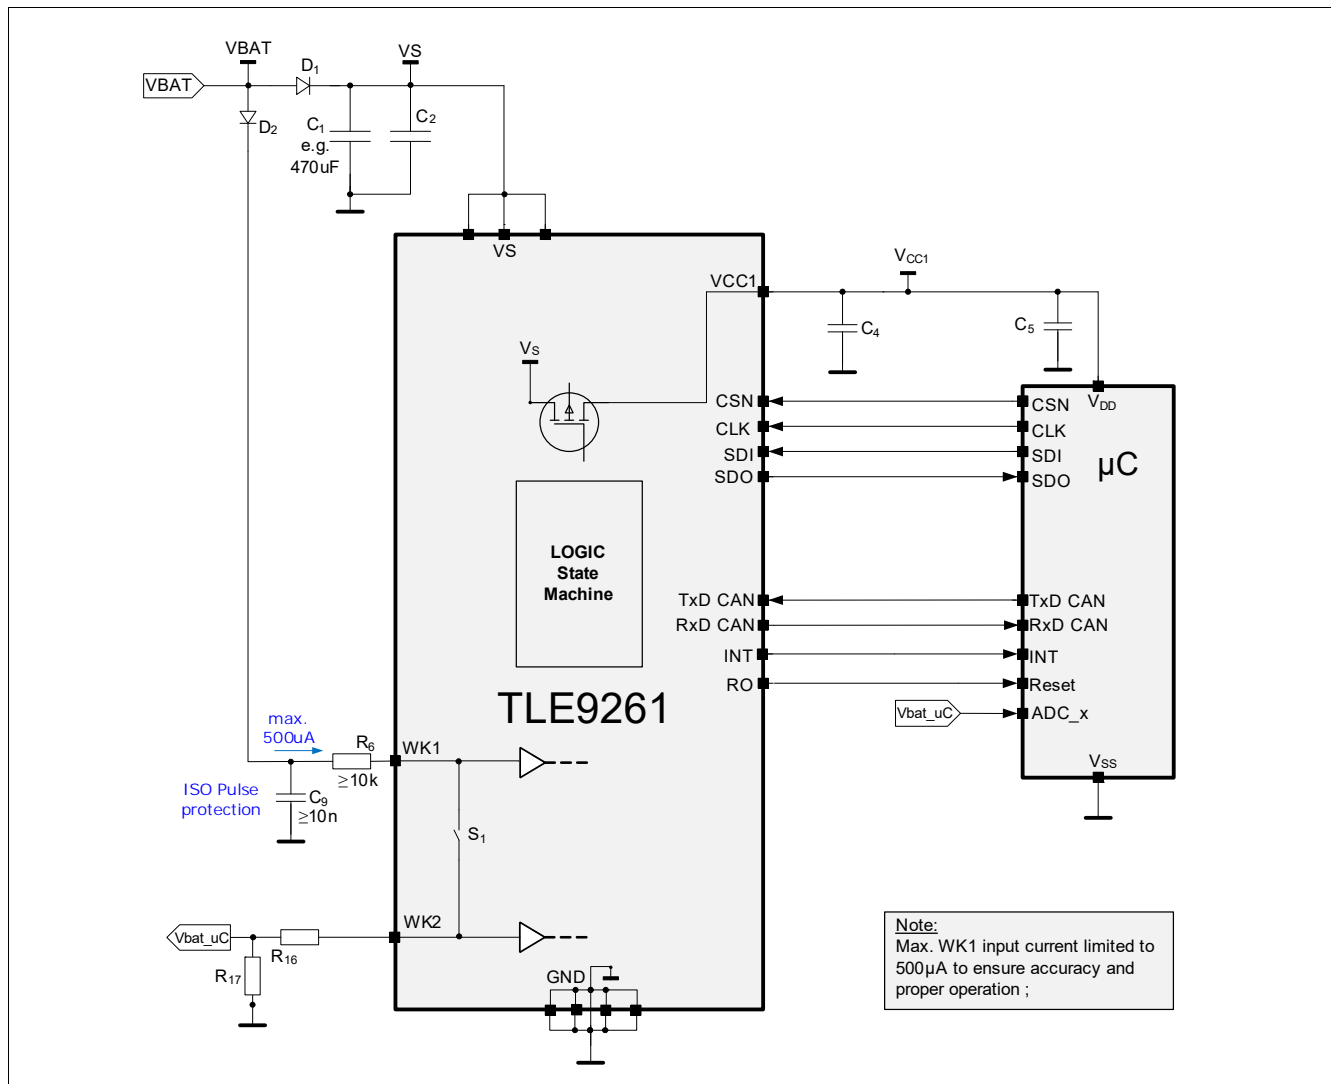 VBAT
VS
VBAT
D1
D2
C1
e.g.
470uF
C2
VS
VCC1
VCC1
C4
C5
VS
VDD
CSN
CLK
SDI
SDO
CSN
CLK
SDI
SDO
µC
LOGIC
State
Machine
TxD CAN
RxD CAN
INT
RO
TxD CAN
RxD CAN
INT
Reset
ADC_x
Vbat_uC
TLE9261
max.
500uA
R6
≥10k
WK1
ISO Pulse
protection
C9
≥10n
S1
VSS
WK2
Vbat_uC
R16
R17
GND
Note:
Max. WK1 input current limited to
500µA to ensure accuracy and
proper operation ;